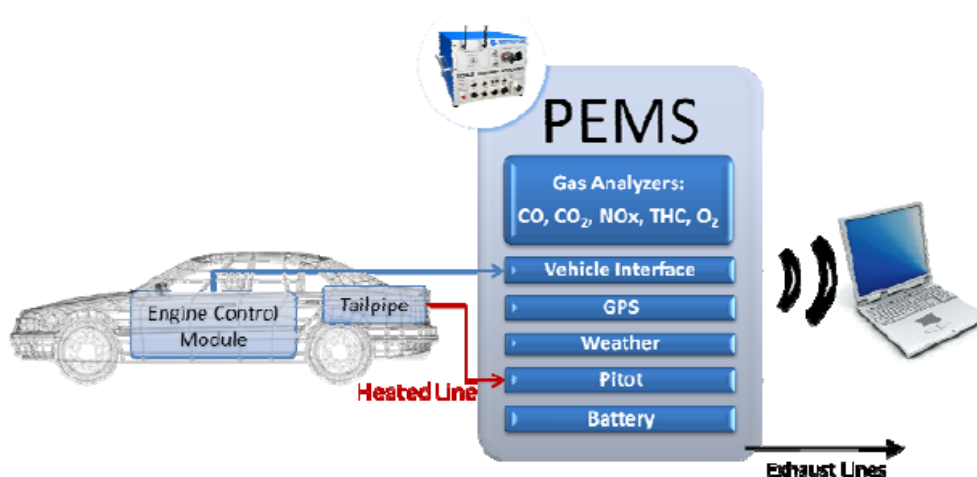 PEMS
Gas Analyzers:
CO, CO₂, NOx, THC, O₂
Vehicle Interface
GPS
Weather
Pitot
Battery
Engine Control
Module
Tailpipe
Heated Line
Exhaust Lines